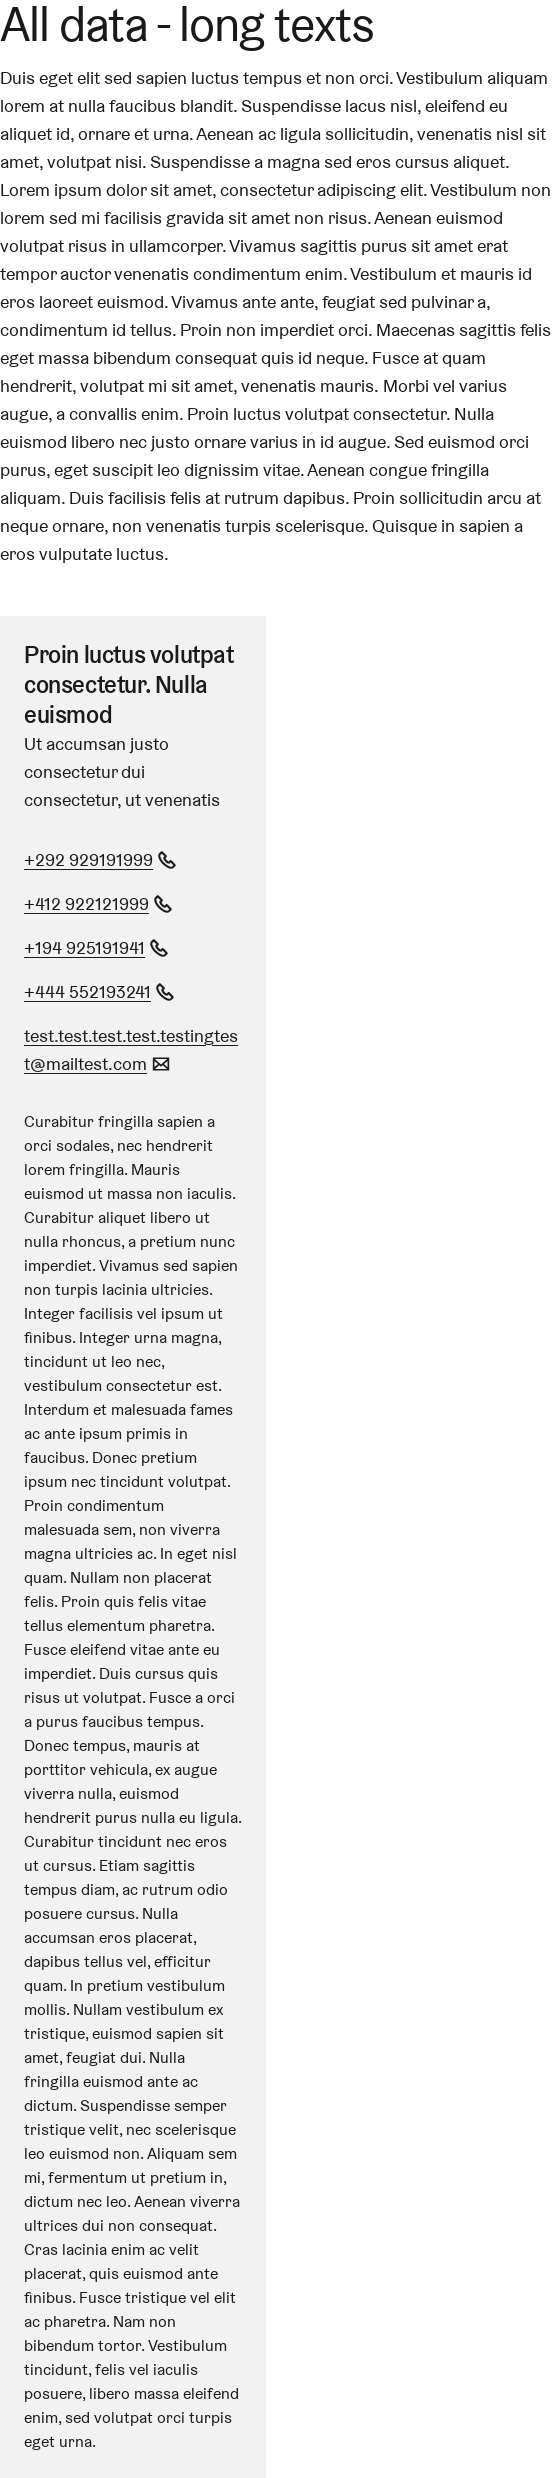 All data - long texts
Duis eget elit sed sapien luctus tempus et non orci. Vestibulum aliquam
lorem at nulla faucibus blandit. Suspendisse lacus nisl, eleifend eu
aliquet id, ornare et urna. Aenean ac ligula sollicitudin, venenatis nisl sit
amet, volutpat nisi. Suspendisse a magna sed eros cursus aliquet.
Lorem ipsum dolor sit amet, consectetur adipiscing elit. Vestibulum non
lorem sed mi facilisis gravida sit amet non risus. Aenean euismod
volutpat risus in ullamcorper. Vivamus sagittis purus sit amet erat
tempor auctor venenatis condimentum enim. Vestibulum et mauris id
eros laoreet euismod. Vivamus ante ante, feugiat sed pulvinar a,
condimentum id tellus. Proin non imperdiet orci. Maecenas sagittis felis
eget massa bibendum consequat quis id neque. Fusce at quam
hendrerit, volutpat mi sit amet, venenatis mauris. Morbi vel varius
augue, a convallis enim. Proin luctus volutpat consectetur. Nulla
euismod libero nec justo ornare varius in id augue. Sed euismod orci
purus, eget suscipit leo dignissim vitae. Aenean congue fringilla
aliquam. Duis facilisis felis at rutrum dapibus. Proin sollicitudin arcu at
neque ornare, non venenatis turpis scelerisque. Quisque in sapien a
eros vulputate luctus.
Proin luctus volutpat
consectetur. Nulla
euismod
Ut accumsan justo
consectetur dui
consectetur, ut venenatis
+292 929191999
+412 922121999
+194 925191941
+444 552193241
test.test.test.test.testingtes
t@mailtest.com
Curabitur fringilla sapien a
orci sodales, nec hendrerit
lorem fringilla. Mauris
euismod ut massa non iaculis.
Curabitur aliquet libero ut
nulla rhoncus, a pretium nunc
imperdiet. Vivamus sed sapien
non turpis lacinia ultricies.
Integer facilisis vel ipsum ut
finibus. Integer urna magna,
tincidunt ut leo nec,
vestibulum consectetur est.
Interdum et malesuada fames
ac ante ipsum primis in
faucibus. Donec pretium
ipsum nec tincidunt volutpat.
Proin condimentum
malesuada sem, non viverra
magna ultricies ac. In eget nisl
quam. Nullam non placerat
felis. Proin quis felis vitae
tellus elementum pharetra.
Fusce eleifend vitae ante eu
imperdiet. Duis cursus quis
risus ut volutpat. Fusce a orci
a purus faucibus tempus.
Donec tempus, mauris at
porttitor vehicula, ex augue
viverra nulla, euismod
hendrerit purus nulla eu ligula.
Curabitur tincidunt nec eros
ut cursus. Etiam sagittis
tempus diam, ac rutrum odio
posuere cursus. Nulla
accumsan eros placerat,
dapibus tellus vel, efficitur
quam. In pretium vestibulum
mollis. Nullam vestibulum ex
tristique, euismod sapien sit
amet, feugiat dui. Nulla
fringilla euismod ante ac
dictum. Suspendisse semper
tristique velit, nec scelerisque
leo euismod non. Aliquam sem
mi, fermentum ut pretium in,
dictum nec leo. Aenean viverra
ultrices dui non consequat.
Cras lacinia enim ac velit
placerat, quis euismod ante
finibus. Fusce tristique vel elit
ac pharetra. Nam non
bibendum tortor. Vestibulum
tincidunt, felis vel iaculis
posuere, libero massa eleifend
enim, sed volutpat orci turpis
eget urna.